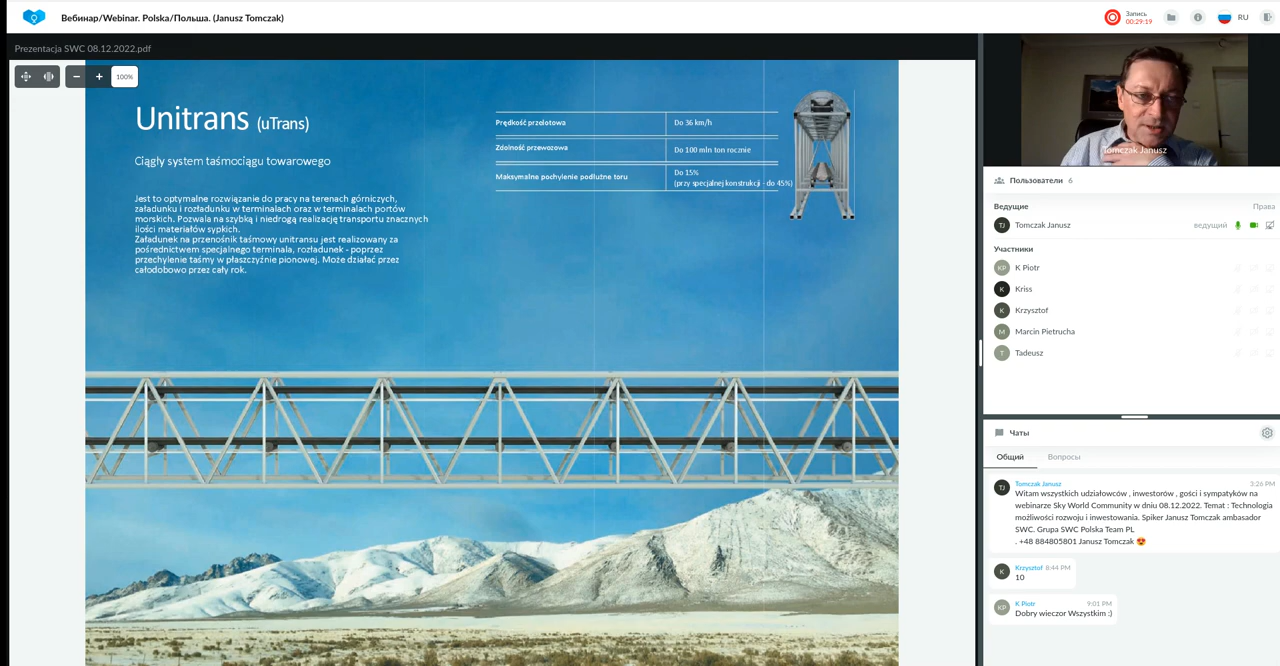 Вебинар/Webinar. Polska/Польша. (Janusz Tomczak)
Запись
00:29:19
RU
Prezentacja SWC 08.12.2022.pdf
100%
Unitrans (uTrans)
Ciągły system taśmociągu towarowego
Jest to optymalne rozwiązanie do pracy na terenach górniczych,
załadunku i rozładunku w terminalach oraz w terminalach portów
morskich. Pozwala na szybką i niedrogą realizację transportu znacznych
ilości materiałów sypkich.
Załadunek na przenośnik taśmowy unitransu jest realizowany za
pośrednictwem specjalnego terminala, rozładunek - poprzez
przechylenie taśmy w płaszczyźnie pionowej. Może działać przez
całodobowo przez cały rok.
Prędkość przelotowa
Do 36 km/h
Zdolność przewozowa
Do 100 mln ton rocznie
Maksymalne pochylenie podłużne toru
Do 15%
(przy specjalnej konstrukcji - do 45%)
Tomczak Janusz
Пользователи 6
Ведущие
Права
TJ
Tomczak Janusz
ведущий
Участники
KP
K Piotr
K
Kriss
K
Krzysztof
M
Marcin Pietrucha
T
Tadeusz
Чаты
Общий
Вопросы
TJ
Tomczak Janusz
3:26 PM
Witam wszystkich udziałowców , inwestorów , gości i sympatyków na
webinarze Sky World Community w dniu 08.12.2022. Temat : Technologia
możliwości rozwoju i inwestowania. Spiker Janusz Tomczak ambasador
SWC. Grupa SWC Polska Team PL
. +48 884805801 Janusz Tomczak 😍
K
Krzysztof 8:44 PM
10
KP
K Piotr
9:01 PM
Dobry wieczor Wszystkim :)